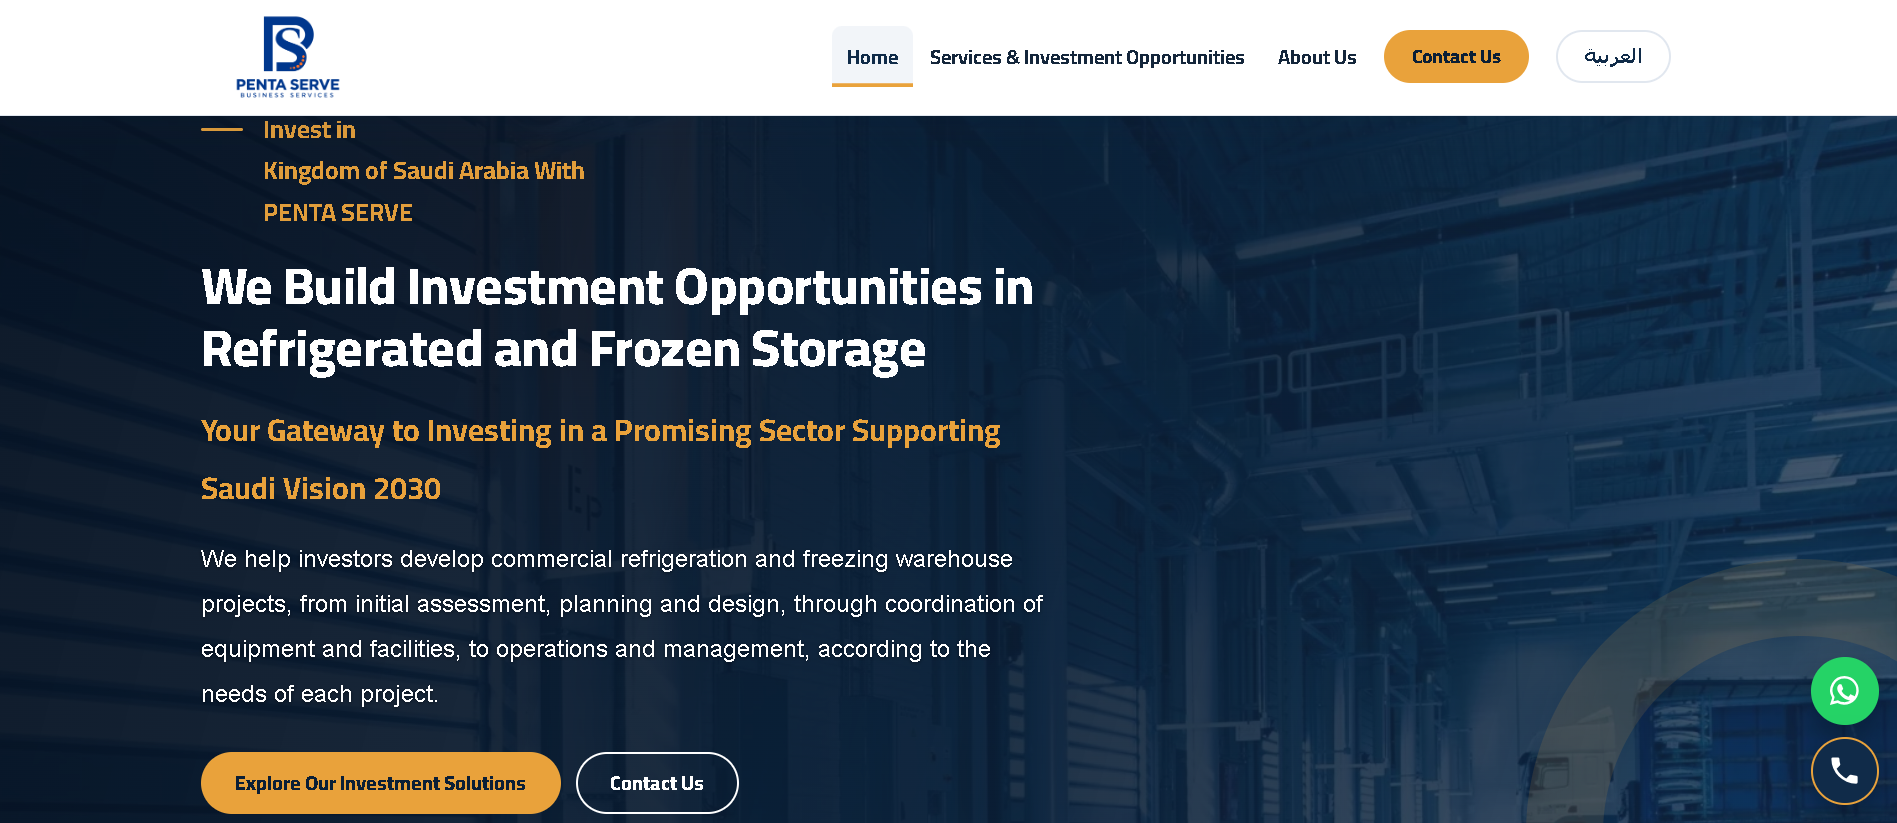 PENTA SERVE
BUSINESS SERVICES
Home
Services & Investment Opportunities
About Us
Contact Us
العربية
Invest in
Kingdom of Saudi Arabia With
PENTA SERVE
We Build Investment Opportunities in
Refrigerated and Frozen Storage
Your Gateway to Investing in a Promising Sector Supporting
Saudi Vision 2030
We help investors develop commercial refrigeration and freezing warehouse
projects, from initial assessment, planning and design, through coordination of
equipment and facilities, to operations and management, according to the
needs of each project.
Explore Our Investment Solutions
Contact Us